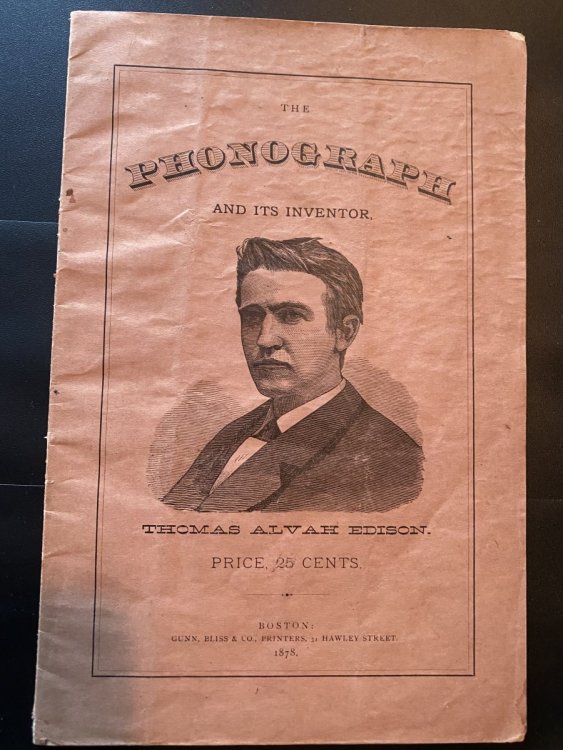 THE
PHONOGRAPH
AND ITS INVENTOR,
THOMAS ALVAH EDISON.
PRICE, 25 CENTS.
BOSTON:
GUNN, BLISS & CO., PRINTERS, 31 HAWLEY STREET.
1878.